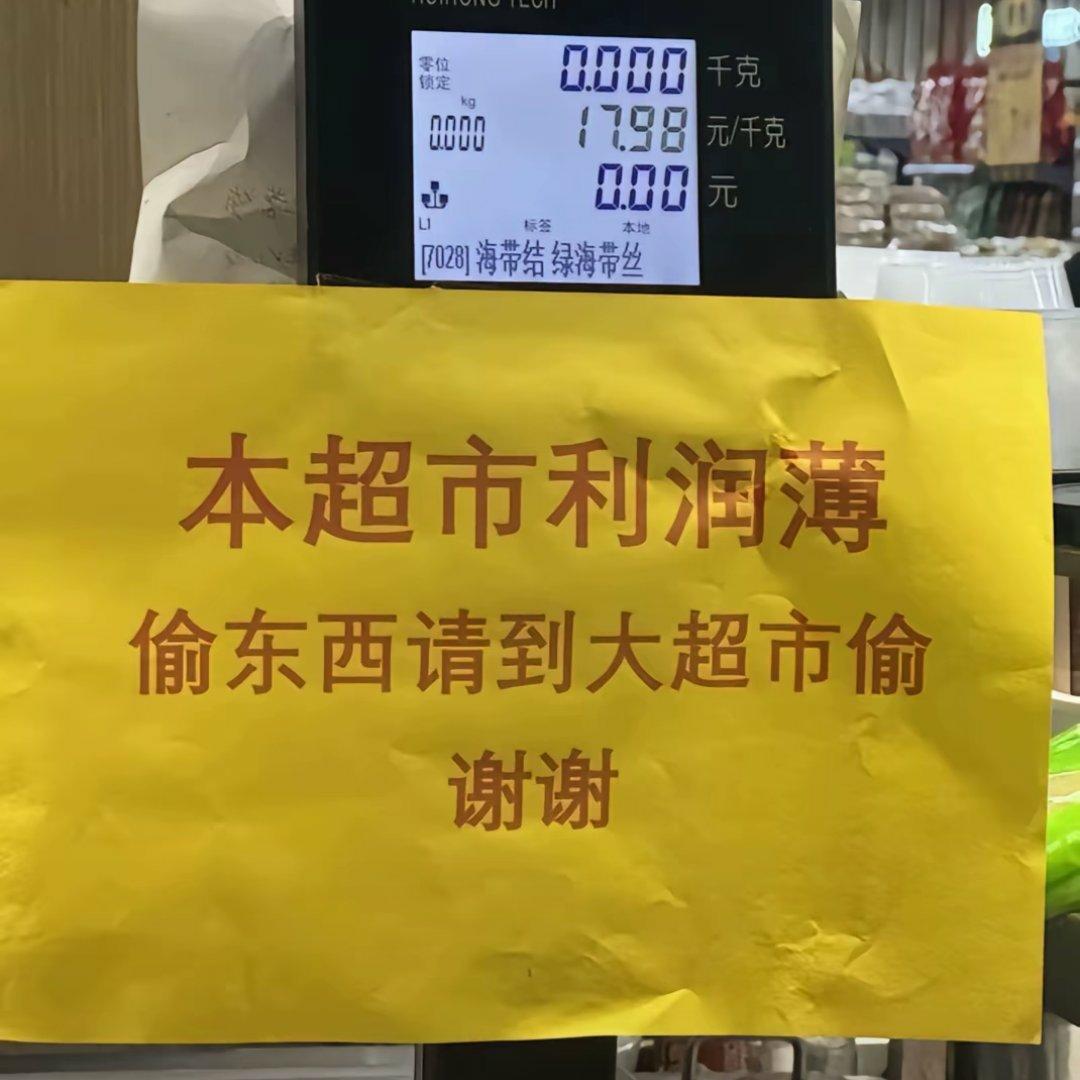 零位 0.000 千克
锁定
kg
0.000 17.98 元/千克
0.00 元
L1 标签 本地
[7028] 海带结 绿海带丝
本超市利润薄
偷东西请到大超市偷
谢谢